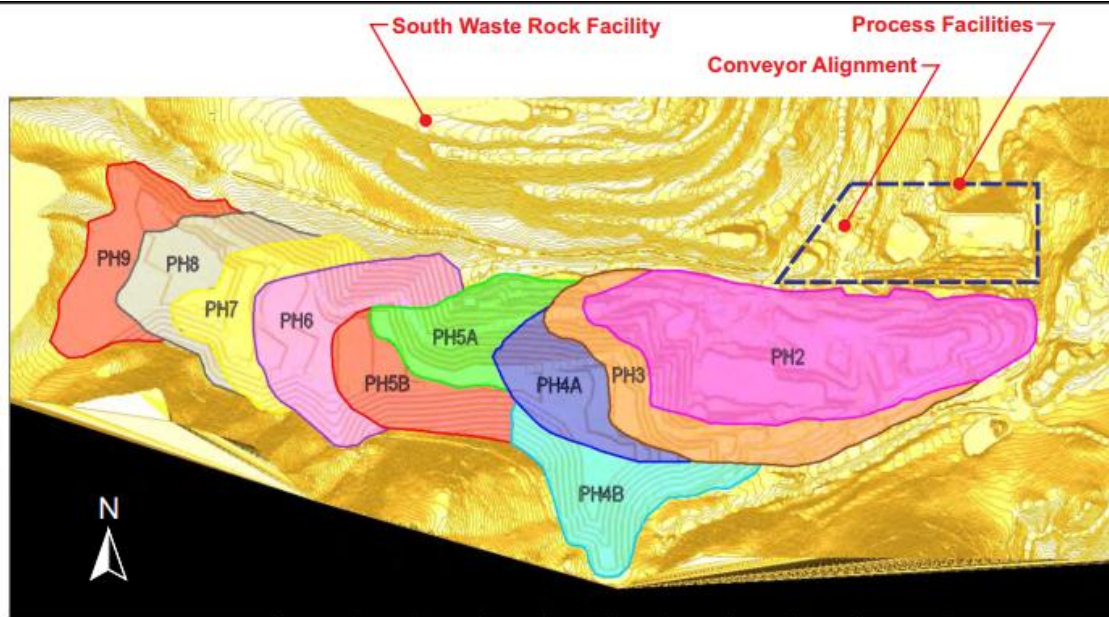 South Waste Rock Facility
Process Facilities
Conveyor Alignment
PH9
PH8
PH7
PH6
PH5A
PH5B
PH4A
PH3
PH2
PH4B
N